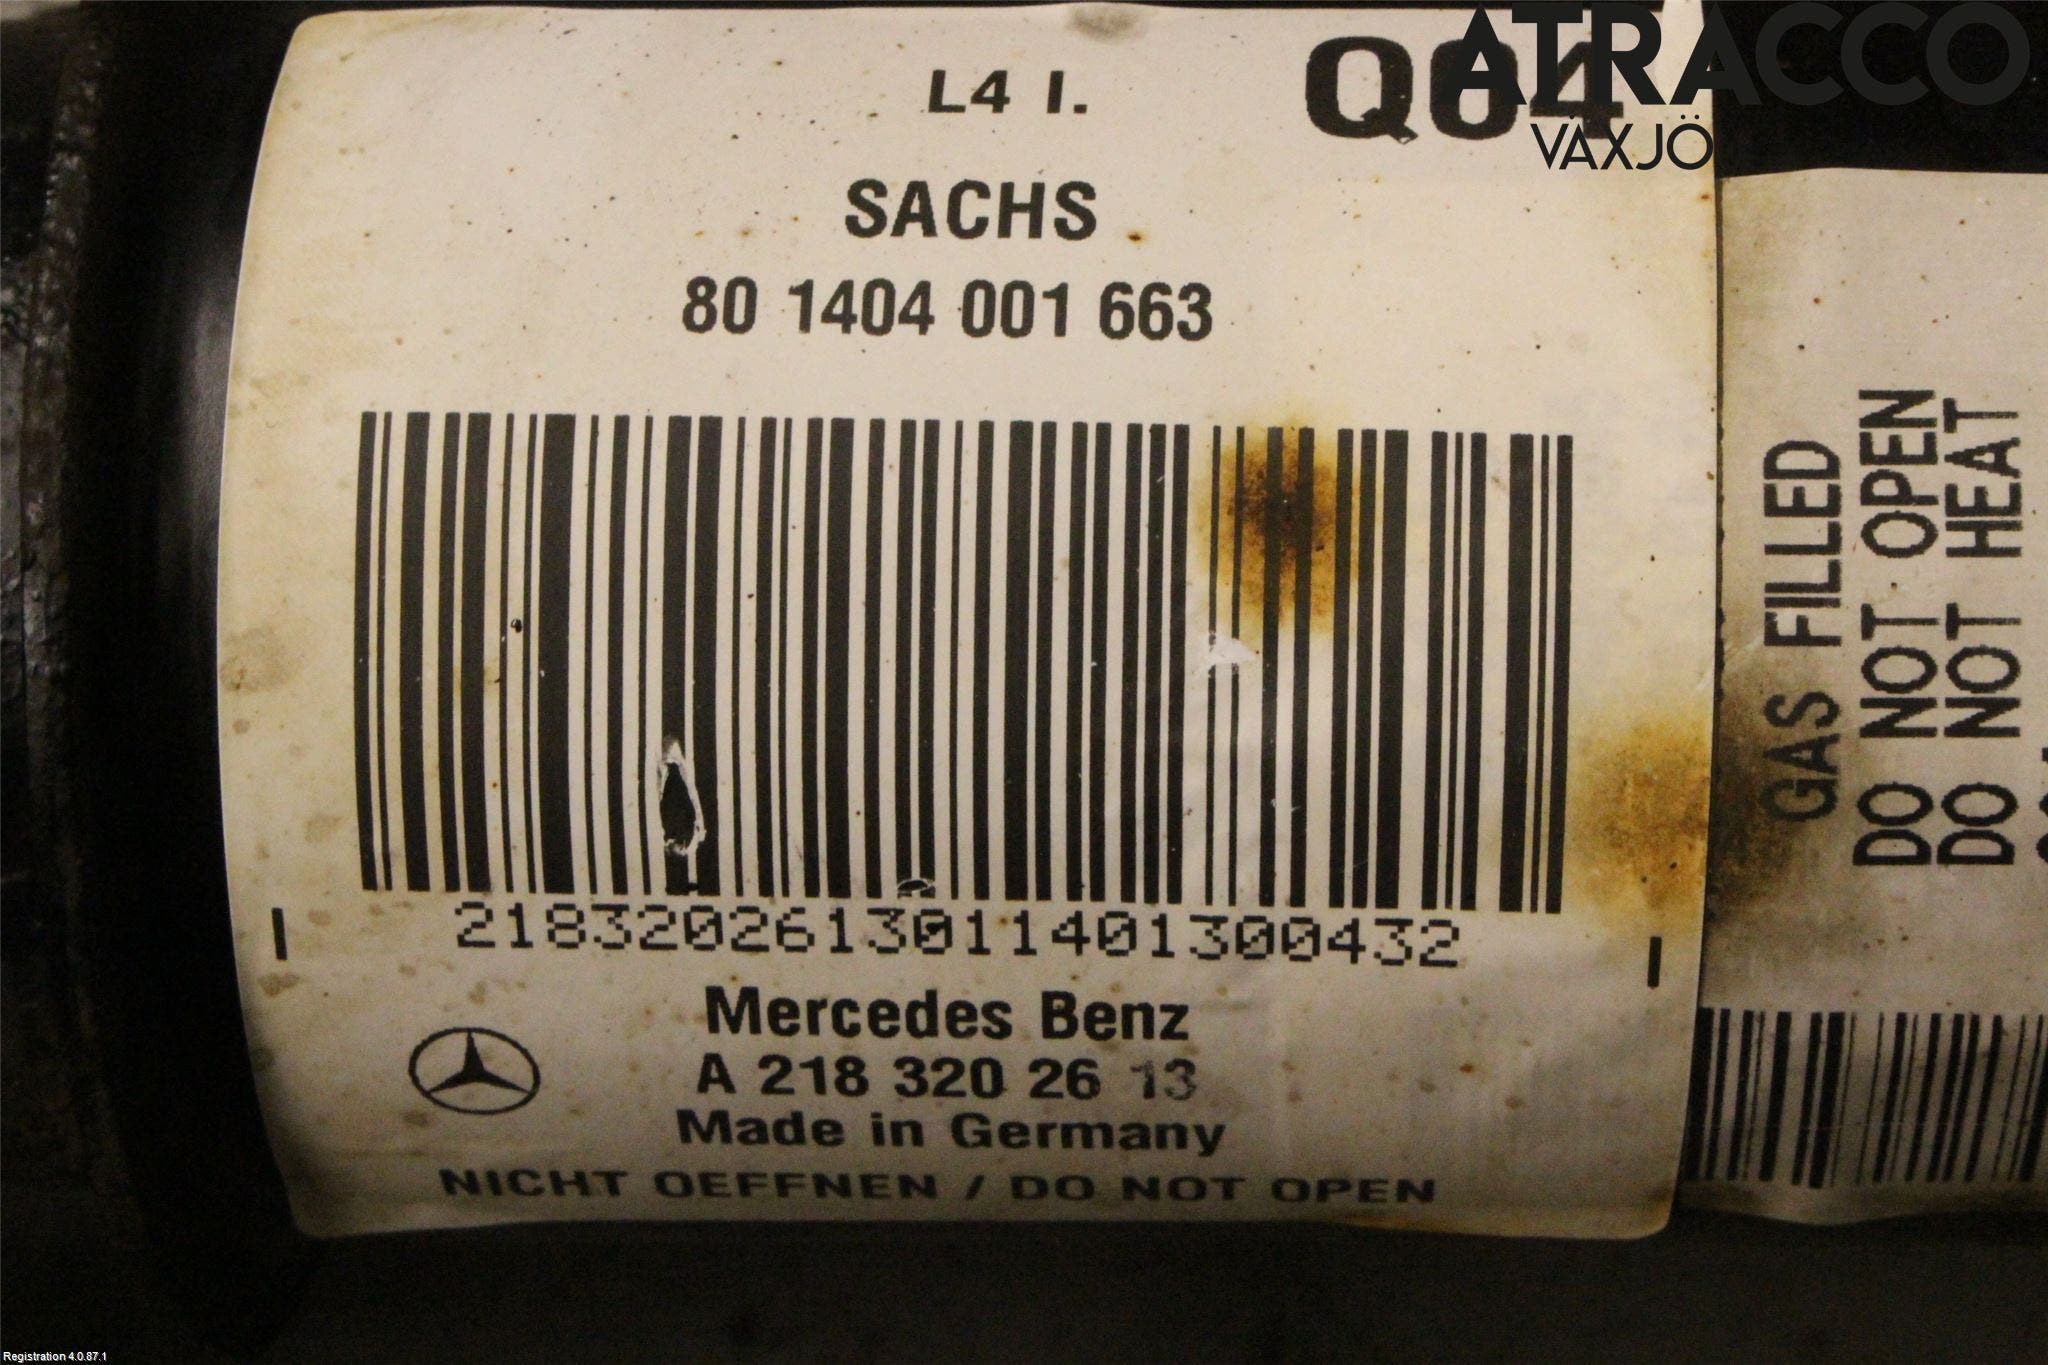 ATRACCO
VÄXJÖ
L4 I.
Q04
SACHS
80 1404 001 663
2183202613011401300432
Mercedes Benz
A 218 320 26 13
Made in Germany
NICHT OEFFNEN / DO NOT OPEN
GAS FILLED
DO NOT OPEN
DO NOT HEAT
Registration 4.0.87.1